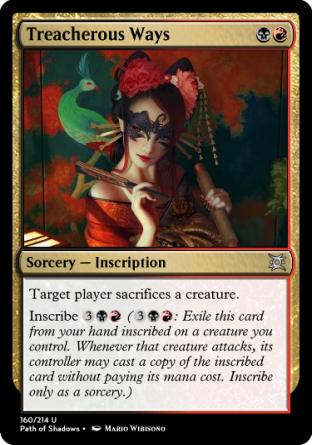 Treacherous Ways
Sorcery — Inscription
Target player sacrifices a creature.
Inscribe 3 ( 3 : Exile this card
from your hand inscribed on a creature you
control. Whenever that creature attacks, its
controller may cast a copy of the inscribed
card without paying its mana cost. Inscribe
only as a sorcery.)
160/214 U
Path of Shadows • Mario Wibisono